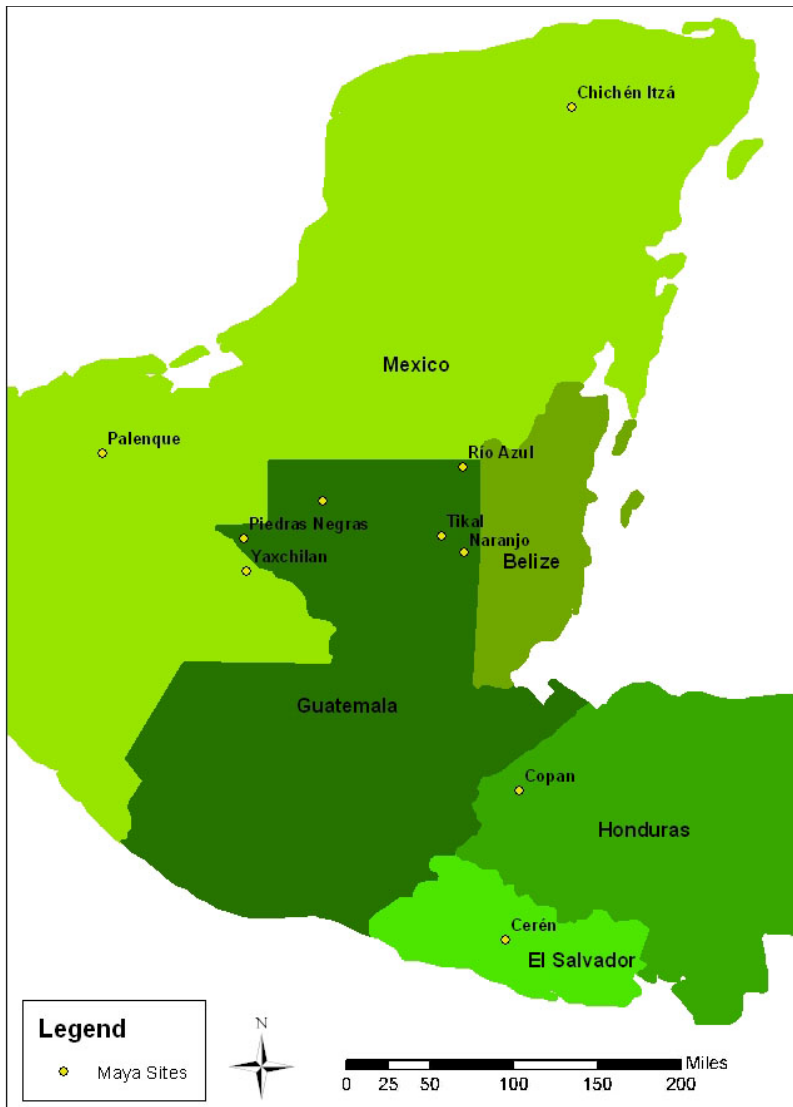 Chichén Itzá
Mexico
Palenque
Río Azul
Piedras Negras
Tikal
Naranjo
Yaxchilan
Belize
Guatemala
Copan
Honduras
Cerén
El Salvador
Legend
Maya Sites
N
Miles
0 25 50 100 150 200